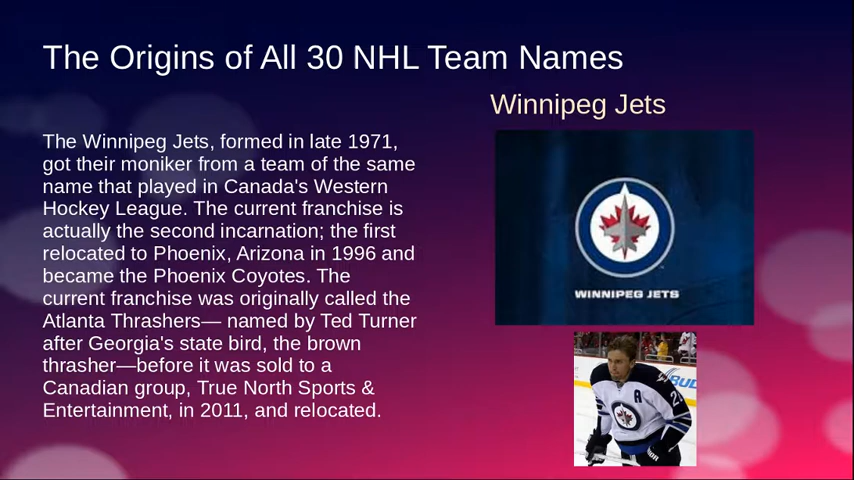 The Origins of All 30 NHL Team Names
Winnipeg Jets
The Winnipeg Jets, formed in late 1971,
got their moniker from a team of the same
name that played in Canada's Western
Hockey League. The current franchise is
actually the second incarnation; the first
relocated to Phoenix, Arizona in 1996 and
became the Phoenix Coyotes. The
current franchise was originally called the
Atlanta Thrashers— named by Ted Turner
after Georgia's state bird, the brown
thrasher—before it was sold to a
Canadian group, True North Sports &
Entertainment, in 2011, and relocated.
WINNIPEG JETS
A